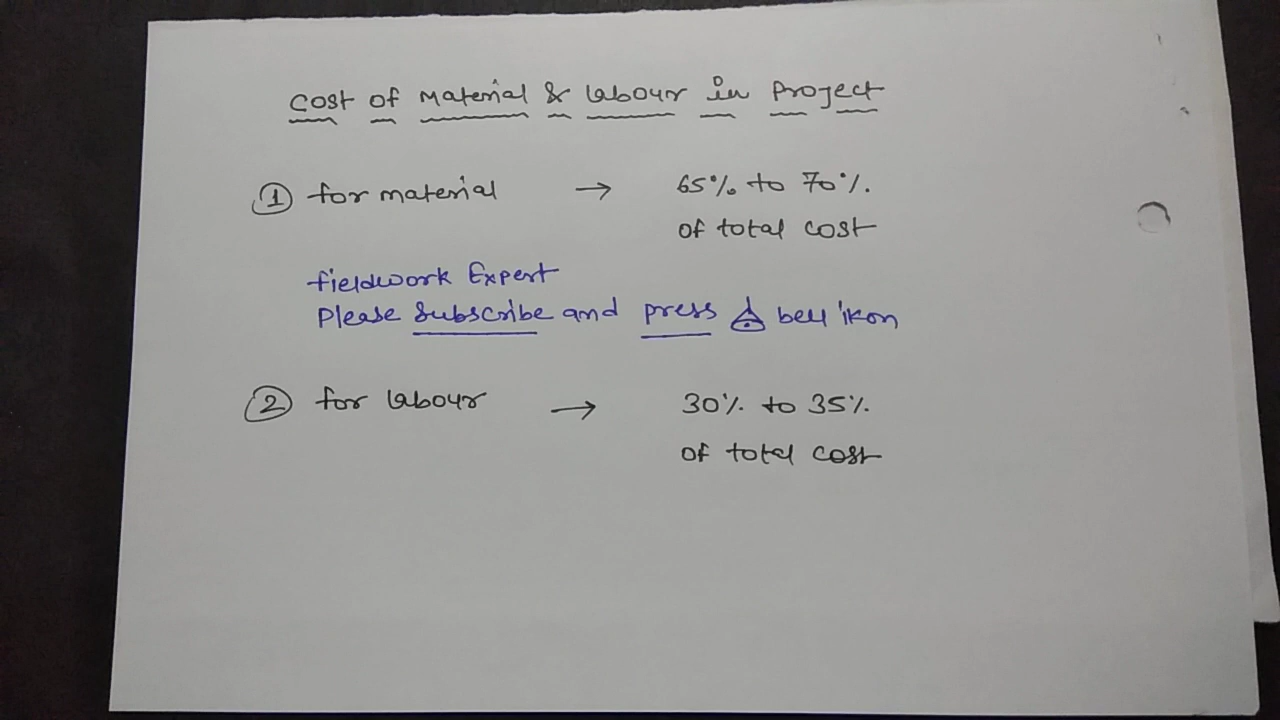 Cost of Material & Labour in Project
① for material → 65% to 70%.
of total cost
fieldwork Expert
Please Subscribe and press bell ikon
② for labour → 30% to 35%.
of total cost